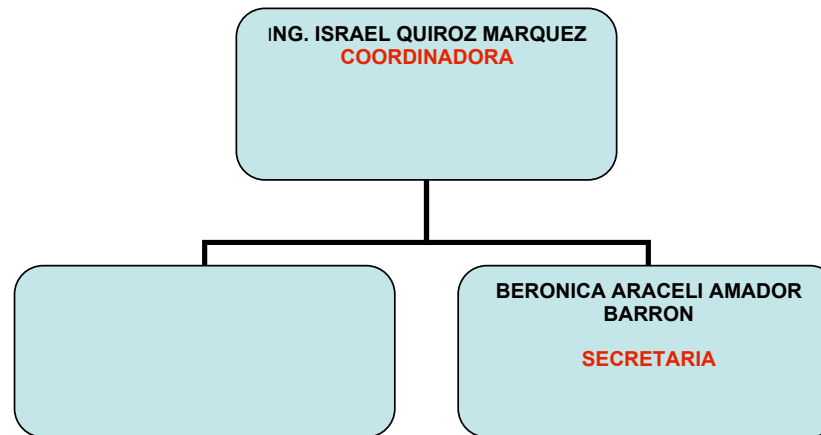 ING. ISRAEL QUIROZ MARQUEZ
COORDINADORA
BERONICA ARACELI AMADOR
BARRON
SECRETARIA